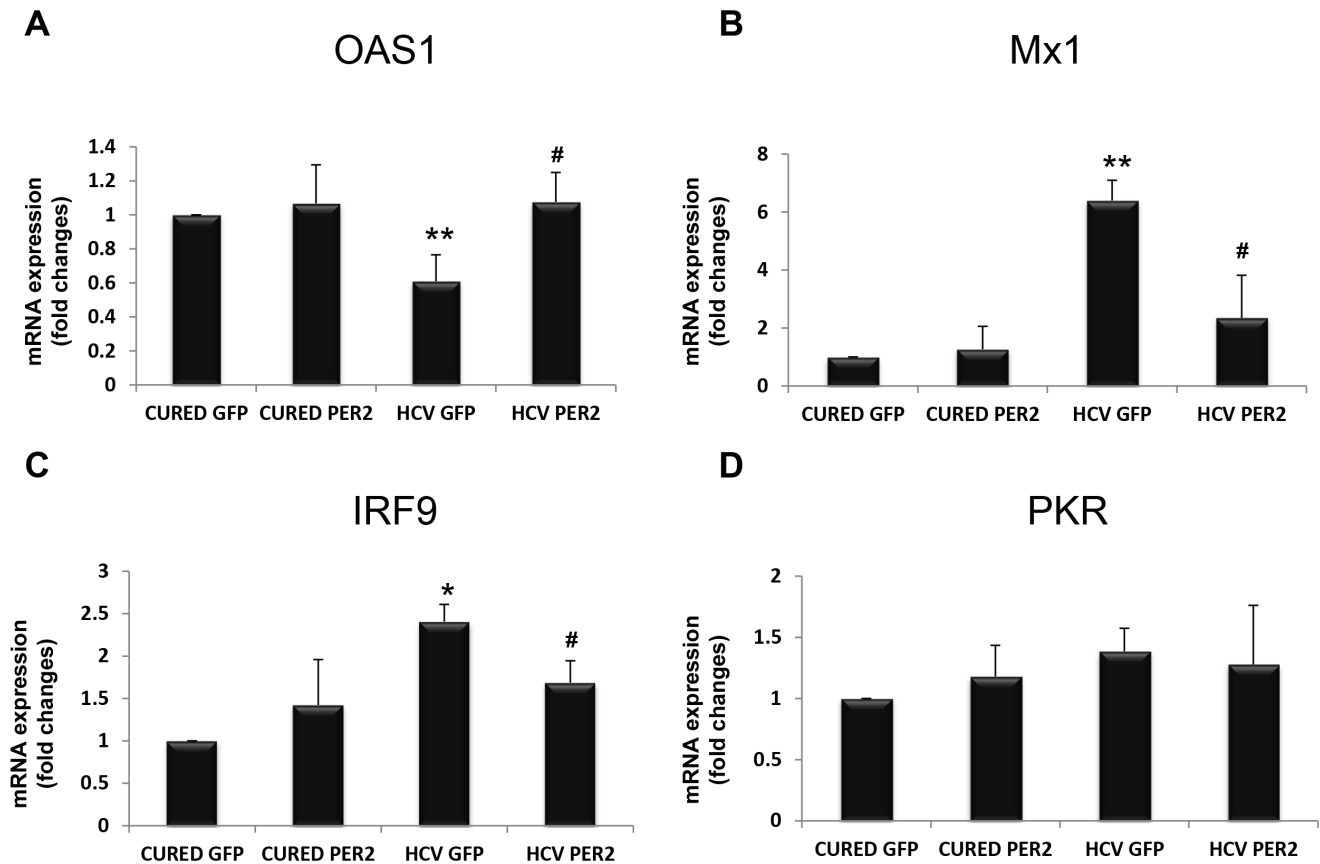 A
OAS1
mRNA expression
(fold changes)
1.4
1.2
1
0.8
0.6
0.4
0.2
0
**
#
CURED GFP CURED PER2 HCV GFP HCV PER2
B
Mx1
mRNA expression
(fold changes)
8
6
4
2
0
**
#
CURED GFP CURED PER2 HCV GFP HCV PER2
C
IRF9
mRNA expression
(fold changes)
3
2.5
2
1.5
1
0.5
0
*
#
CURED GFP CURED PER2 HCV GFP HCV PER2
D
PKR
mRNA expression
(fold changes)
2
1.5
1
0.5
0
CURED GFP CURED PER2 HCV GFP HCV PER2